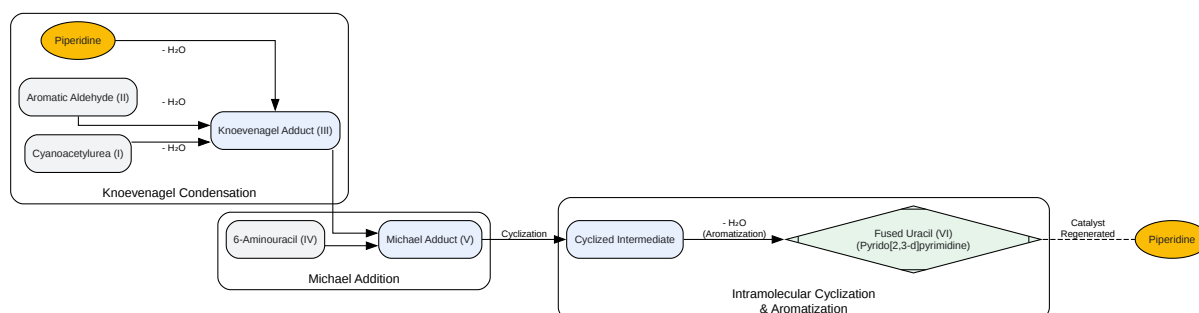 Piperidine
- H₂O
Aromatic Aldehyde (II)
- H₂O
Knoevenagel Adduct (III)
Cyanoacetylurea (I)
- H₂O
Knoevenagel Condensation
6-Aminouracil (IV)
Michael Adduct (V)
Michael Addition
Cyclization
Cyclized Intermediate
- H₂O
(Aromatization)
Fused Uracil (VI)
(Pyrido[2,3-d]pyrimidine)
Intramolecular Cyclization
& Aromatization
Catalyst
Regenerated
Piperidine